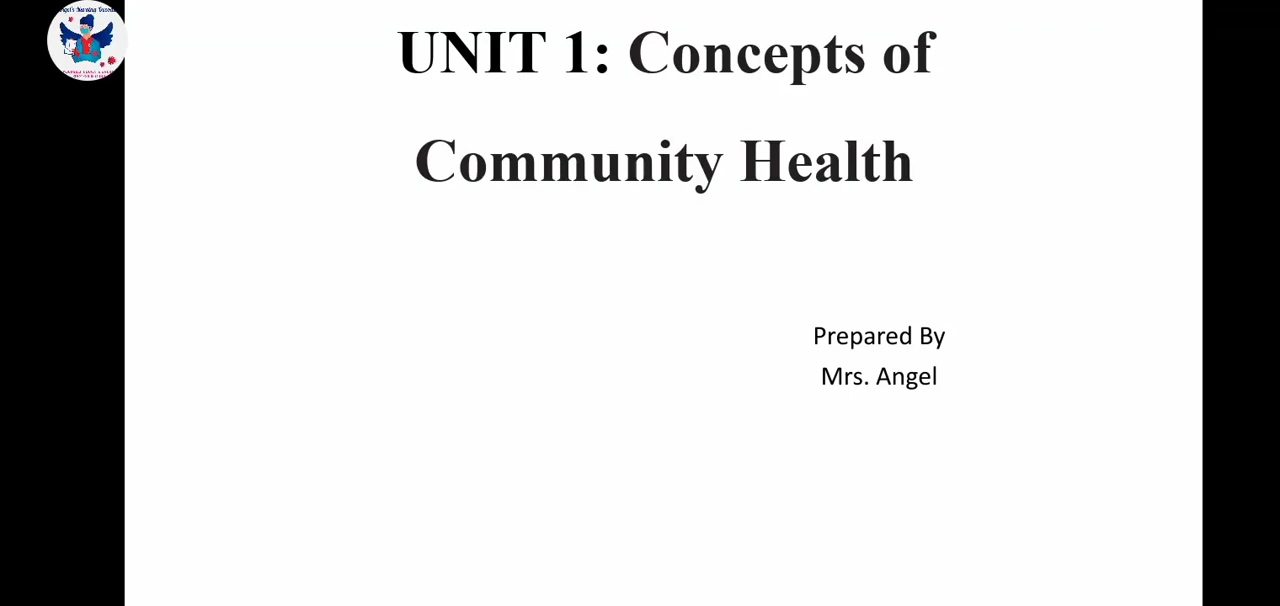 UNIT 1: Concepts of
Community Health
Prepared By
Mrs. Angel